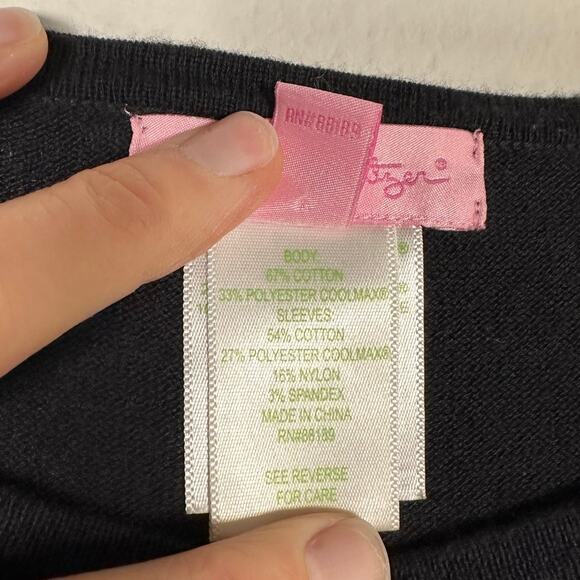 RN#88189
tzer®
BODY
67% COTTON
33% POLYESTER COOLMAX®
SLEEVES
54% COTTON
27% POLYESTER COOLMAX®
16% NYLON
3% SPANDEX
MADE IN CHINA
RN#88189
SEE REVERSE
FOR CARE